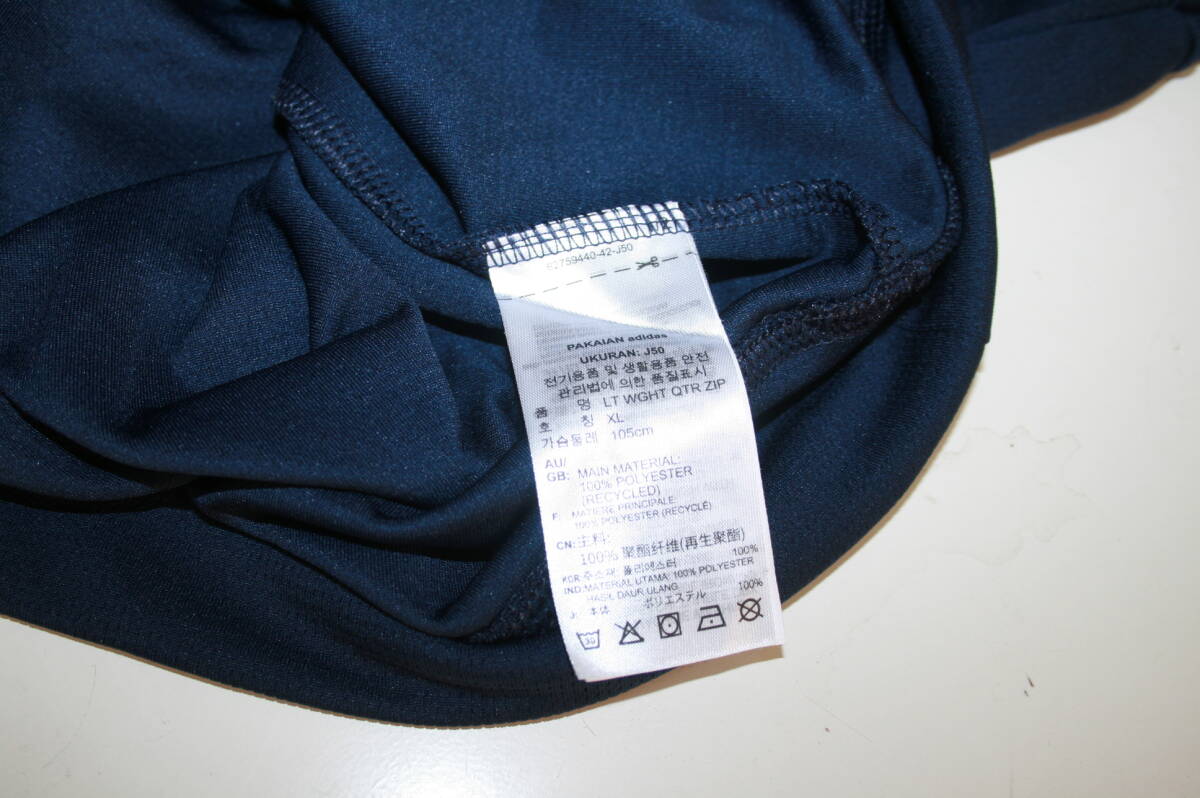 PAKAIAN adidas
UKURAN: J50
전기용품 및 생활용품 안전
관리법에 의한 품질표시
품 명 LT WGHT QTR ZIP
호 칭 XL
가슴둘레 105cm
AU/
GB: MAIN MATERIAL:
100% POLYESTER
(RECYCLED)
F: MATIÈRE PRINCIPALE:
100% POLYESTER (RECYCLÉ)
CN: 主料:
100% 聚酯纤维(再生聚酯)
KOR: 주소재 폴리에스터 100%
IND: MATERIAL UTAMA: 100% POLYESTER
HASIL DAUR ULANG
J: 本体 ポリエステル 100%
30